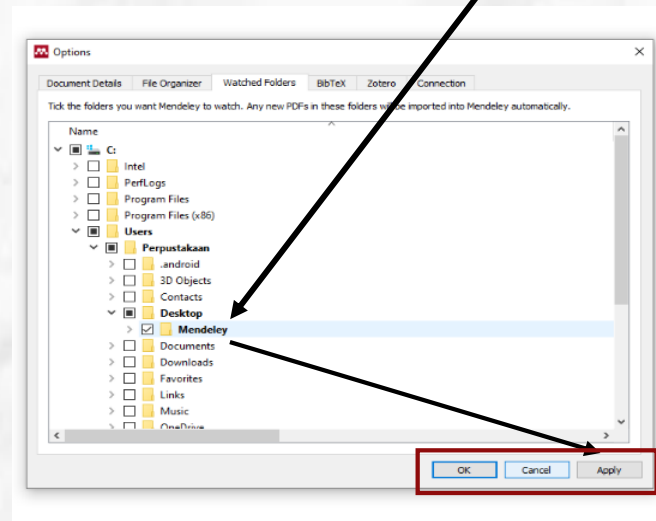 Options
Document Details File Organizer Watched Folders BibTeX Zotero Connection
Tick the folders you want Mendeley to watch. Any new PDFs in these folders will be imported into Mendeley automatically.
Name
C:
Intel
PerfLogs
Program Files
Program Files (x86)
Users
Perpustakaan
.android
3D Objects
Contacts
Desktop
Mendeley
Documents
Downloads
Favorites
Links
Music
OneDrive
OK Cancel Apply